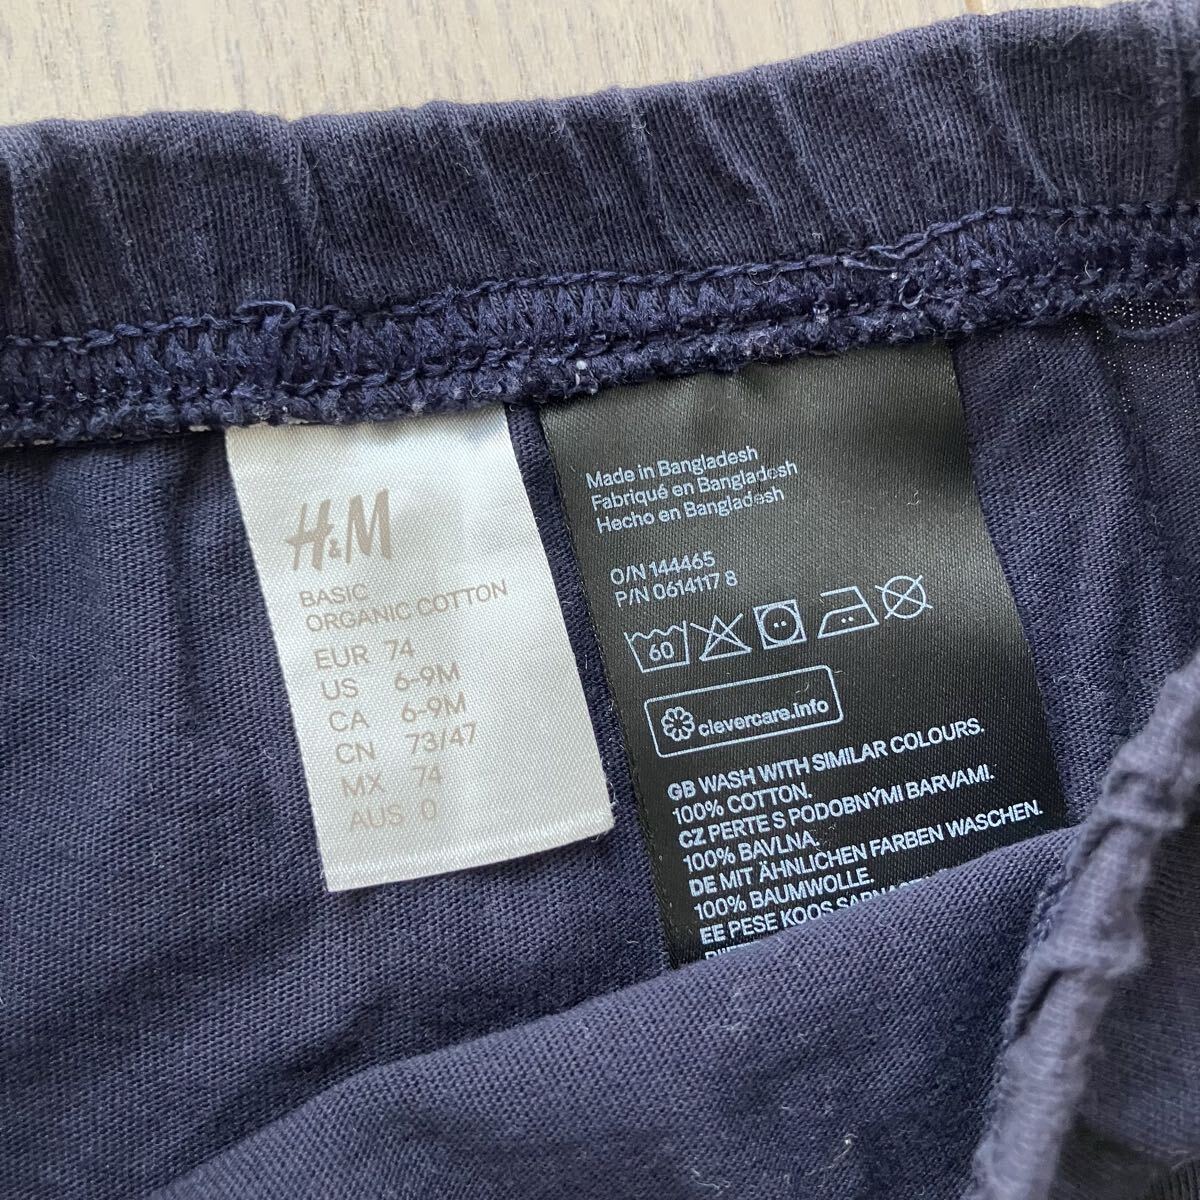 H&M
BASIC
ORGANIC COTTON
EUR 74
US 6-9M
CA 6-9M
CN 73/47
MX 74
AUS 0
Made in Bangladesh
Fabriqué en Bangladesh
Hecho en Bangladesh
O/N 144465
P/N 0614117 8
60
clevercare.info
GB WASH WITH SIMILAR COLOURS.
100% COTTON.
CZ PERTE S PODOBNÝMI BARVAMI.
100% BAVLNA.
DE MIT ÄHNLICHEN FARBEN WASCHEN.
100% BAUMWOLLE.
EE PESE KOOS